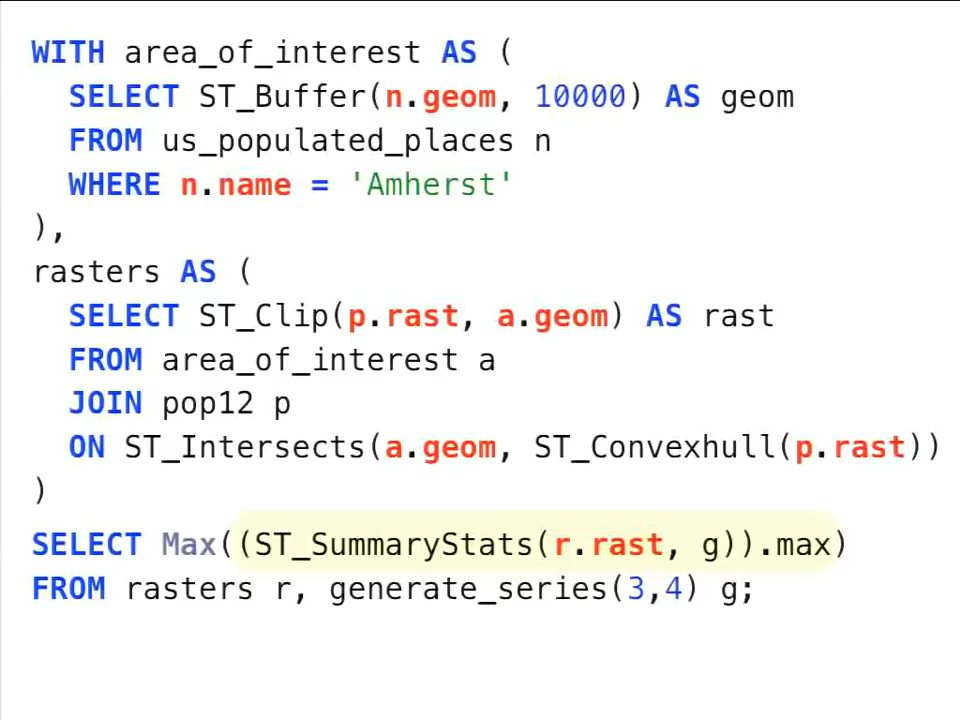 WITH area_of_interest AS (
  SELECT ST_Buffer(n.geom, 10000) AS geom
  FROM us_populated_places n
  WHERE n.name = 'Amherst'
),
rasters AS (
  SELECT ST_Clip(p.rast, a.geom) AS rast
  FROM area_of_interest a
  JOIN pop12 p
  ON ST_Intersects(a.geom, ST_Convexhull(p.rast))
)
SELECT Max((ST_SummaryStats(r.rast, g)).max)
FROM rasters r, generate_series(3,4) g;